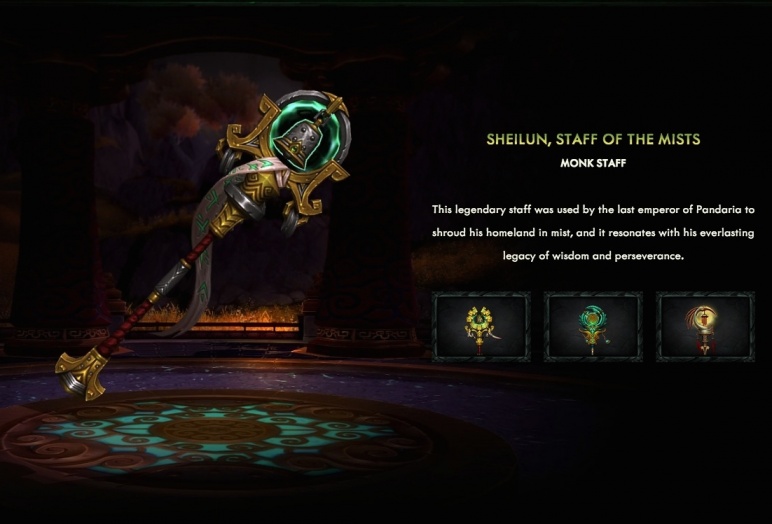 SHEILUN, STAFF OF THE MISTS
MONK STAFF
This legendary staff was used by the last emperor of Pandaria to
shroud his homeland in mist, and it resonates with his everlasting
legacy of wisdom and perseverance.